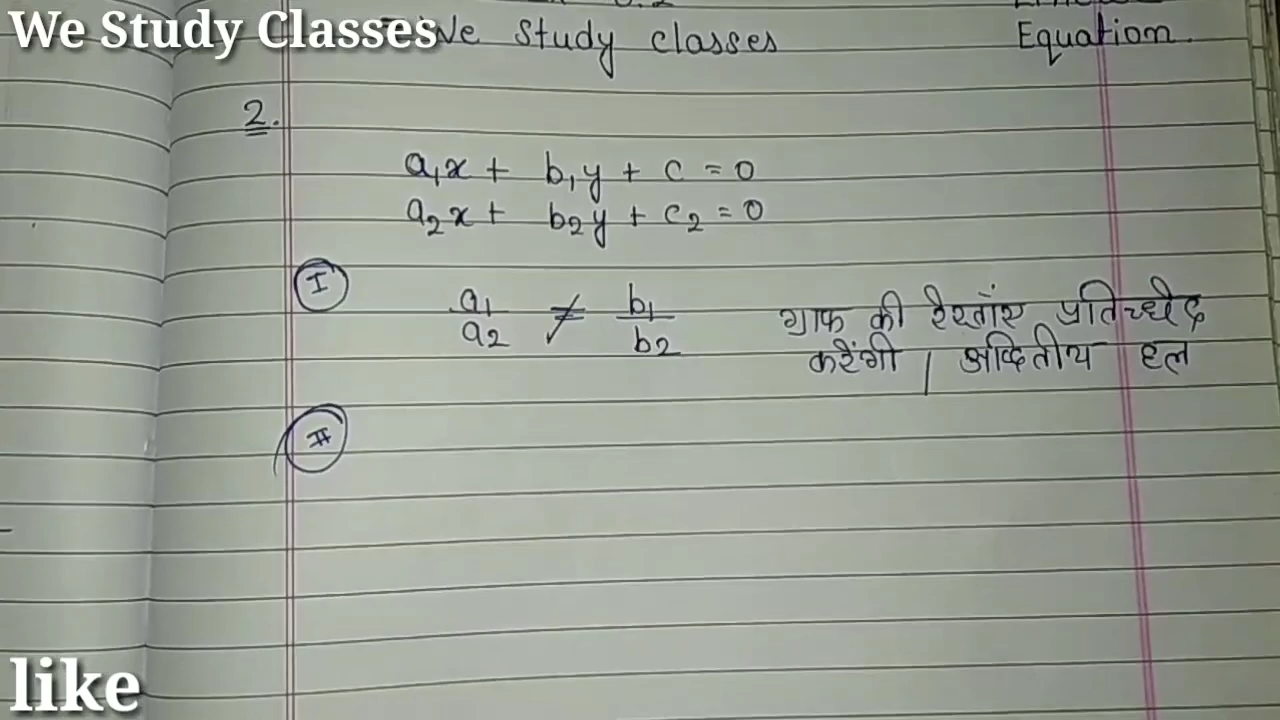 We Study Classes
We Study classes
Equation.
2.
a₁x + b₁y + c = 0
a₂x + b₂y + c₂ = 0
I
a₁/a₂ ≠ b₁/b₂
ग्राफ की रेखाएं प्रतिच्छेद
करेंगी | अद्वितीय हल
II
like